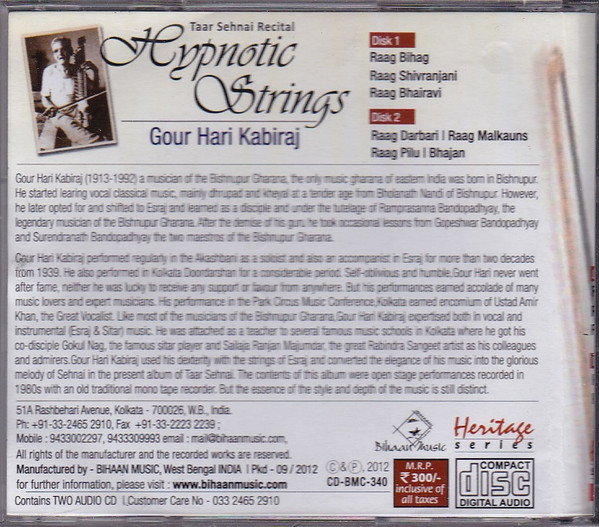 Taar Sehnai Recital
Hypnotic
Strings
Gour Hari Kabiraj
Disk 1
Raag Bihag
Raag Shivranjani
Raag Bhairavi
Disk 2
Raag Darbari | Raag Malkauns
Raag Pilu | Bhajan
Gour Hari Kabiraj (1913-1992) a musician of the Bishnupur Gharana, the only music gharana of eastern India was born in Bishnupur.
He started learing vocal classical music, mainly dhrupad and kheyal at a tender age from Bholanath Nandi of Bishnupur. However,
he later opted for and shifted to Esraj and learned as a disciple and under the tutelage of Ramprasanna Bandopadhyay, the
legendary musician of the Bishnupur Gharana. After the demise of his guru he took occasional lessons from Gopeshwar Bandopadhyay
and Surendranath Bandopadhyay the two maestros of the Bishnupur Gharana.
Gour Hari Kabiraj performed regularly in the Akashbani as a soloist and also an accompanist in Esraj for more than two decades
from 1939. He also performed in Kolkata Doordarshan for a considerable period. Self-oblivious and humble,Gour Hari never went
after fame, neither he was lucky to receive any support or favour from anywhere. But his performances earned accolade of many
music lovers and expert musicians. His performance in the Park Circus Music Conference,Kolkata earned encomium of Ustad Amir
Khan, the Great Vocalist. Like most of the musicians of the Bishnupur Gharana,Gour Hari Kabiraj expertised both in vocal and
instrumental (Esraj & Sitar) music. He was attached as a teacher to several famous music schools in Kolkata where he got his
co-disciple Gokul Nag, the famous sitar player and Sailaja Ranjan Majumdar, the great Rabindra Sangeet artist as his colleagues
and admirers.Gour Hari Kabiraj used his dexterity with the strings of Esraj and converted the elegance of his music into the glorious
melody of Sehnai in the present album of Taar Sehnai. The contents of this album were open stage performances recorded in
1980s with an old traditional mono tape recorder. But the essence of the style and depth of the music is still distinct.
51A Rashbehari Avenue, Kolkata - 700026, W.B., India.
Ph: +91-33-2465 2910, Fax: +91-33-2223 2239 ;
Mobile : 9433002297, 9433309993 email : mail@bihaanmusic.com,
All rights of the manufacturer and the recorded works are reserved.
Manufactured by - BIHAAN MUSIC, West Bengal INDIA | Pkd - 09 / 2012
for further information, please visit : www.bihaanmusic.com
Contains TWO AUDIO CD |,Customer Care No - 033 2465 2910
Bihaan Music
Heritage
series
©&℗, 2012
CD-BMC-340
M.R.P.
₹ 300/-
inclusive of
all taxes
COMPACT
disc
DIGITAL AUDIO